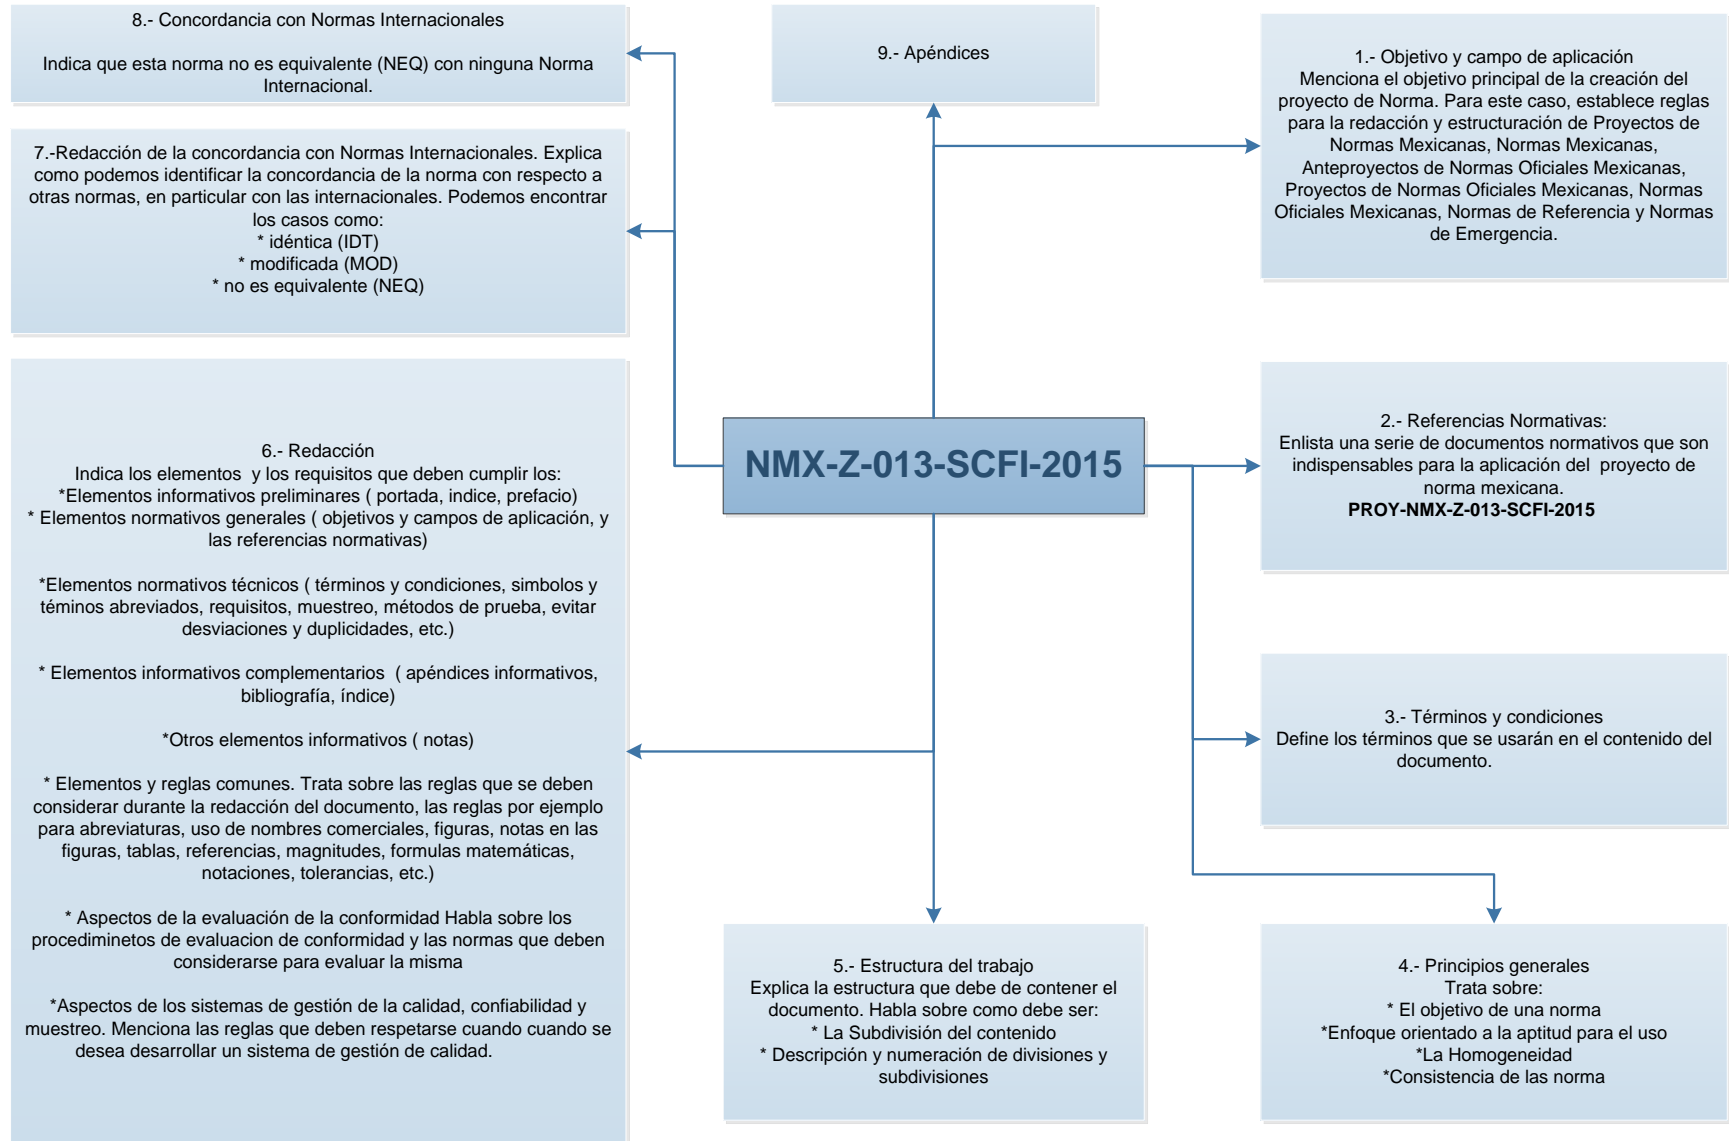 8.- Concordancia con Normas Internacionales
Indica que esta norma no es equivalente (NEQ) con ninguna Norma
Internacional.
9.- Apéndices
1.- Objetivo y campo de aplicación
Menciona el objetivo principal de la creación del
proyecto de Norma. Para este caso, establece reglas
para la redacción y estructuración de Proyectos de
Normas Mexicanas, Normas Mexicanas,
Anteproyectos de Normas Oficiales Mexicanas,
Proyectos de Normas Oficiales Mexicanas, Normas
Oficiales Mexicanas, Normas de Referencia y Normas
de Emergencia.
7.-Redacción de la concordancia con Normas Internacionales. Explica
como podemos identificar la concordancia de la norma con respecto a
otras normas, en particular con las internacionales. Podemos encontrar
los casos como:
* idéntica (IDT)
* modificada (MOD)
* no es equivalente (NEQ)
NMX-Z-013-SCFI-2015
2.- Referencias Normativas:
Enlista una serie de documentos normativos que son
indispensables para la aplicación del proyecto de
norma mexicana.
PROY-NMX-Z-013-SCFI-2015
6.- Redacción
Indica los elementos y los requisitos que deben cumplir los:
*Elementos informativos preliminares ( portada, indice, prefacio)
* Elementos normativos generales ( objetivos y campos de aplicación, y
las referencias normativas)
*Elementos normativos técnicos ( términos y condiciones, simbolos y
téminos abreviados, requisitos, muestreo, métodos de prueba, evitar
desviaciones y duplicidades, etc.)
* Elementos informativos complementarios ( apéndices informativos,
bibliografía, índice)
*Otros elementos informativos ( notas)
* Elementos y reglas comunes. Trata sobre las reglas que se deben
considerar durante la redacción del documento, las reglas por ejemplo
para abreviaturas, uso de nombres comerciales, figuras, notas en las
figuras, tablas, referencias, magnitudes, formulas matemáticas,
notaciones, tolerancias, etc.)
* Aspectos de la evaluación de la conformidad Habla sobre los
procediminetos de evaluacion de conformidad y las normas que deben
considerarse para evaluar la misma
*Aspectos de los sistemas de gestión de la calidad, confiabilidad y
muestreo. Menciona las reglas que deben respetarse cuando cuando se
desea desarrollar un sistema de gestión de calidad.
3.- Términos y condiciones
Define los términos que se usarán en el contenido del
documento.
5.- Estructura del trabajo
Explica la estructura que debe de contener el
documento. Habla sobre como debe ser:
* La Subdivisión del contenido
* Descripción y numeración de divisiones y
subdivisiones
4.- Principios generales
Trata sobre:
* El objetivo de una norma
*Enfoque orientado a la aptitud para el uso
*La Homogeneidad
*Consistencia de las norma